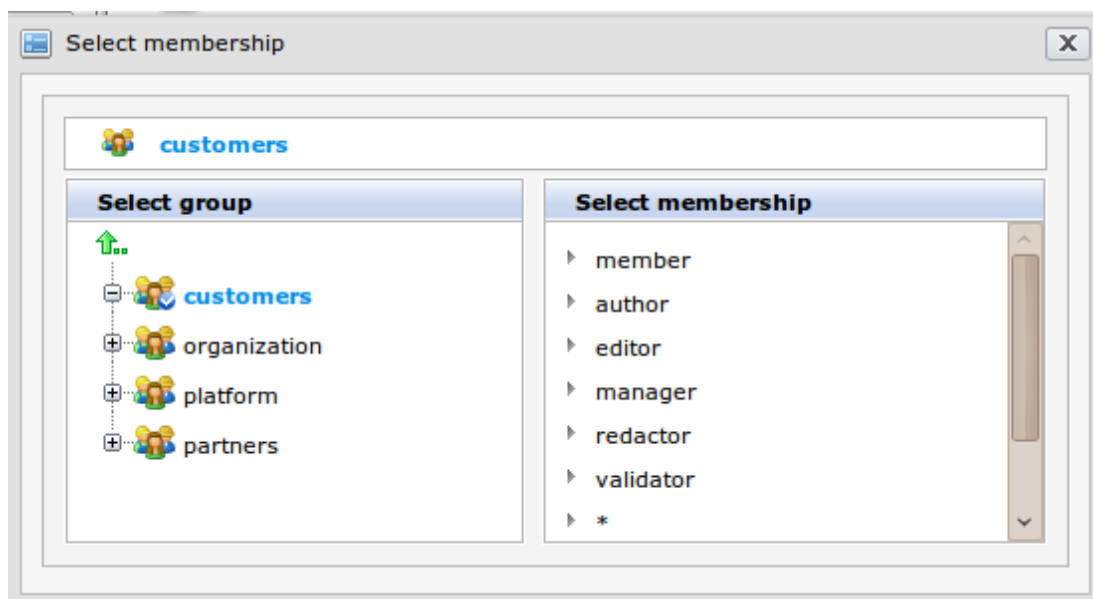 Select membership
X
customers
Select group
..
customers
organization
platform
partners
Select membership
member
author
editor
manager
redactor
validator
*